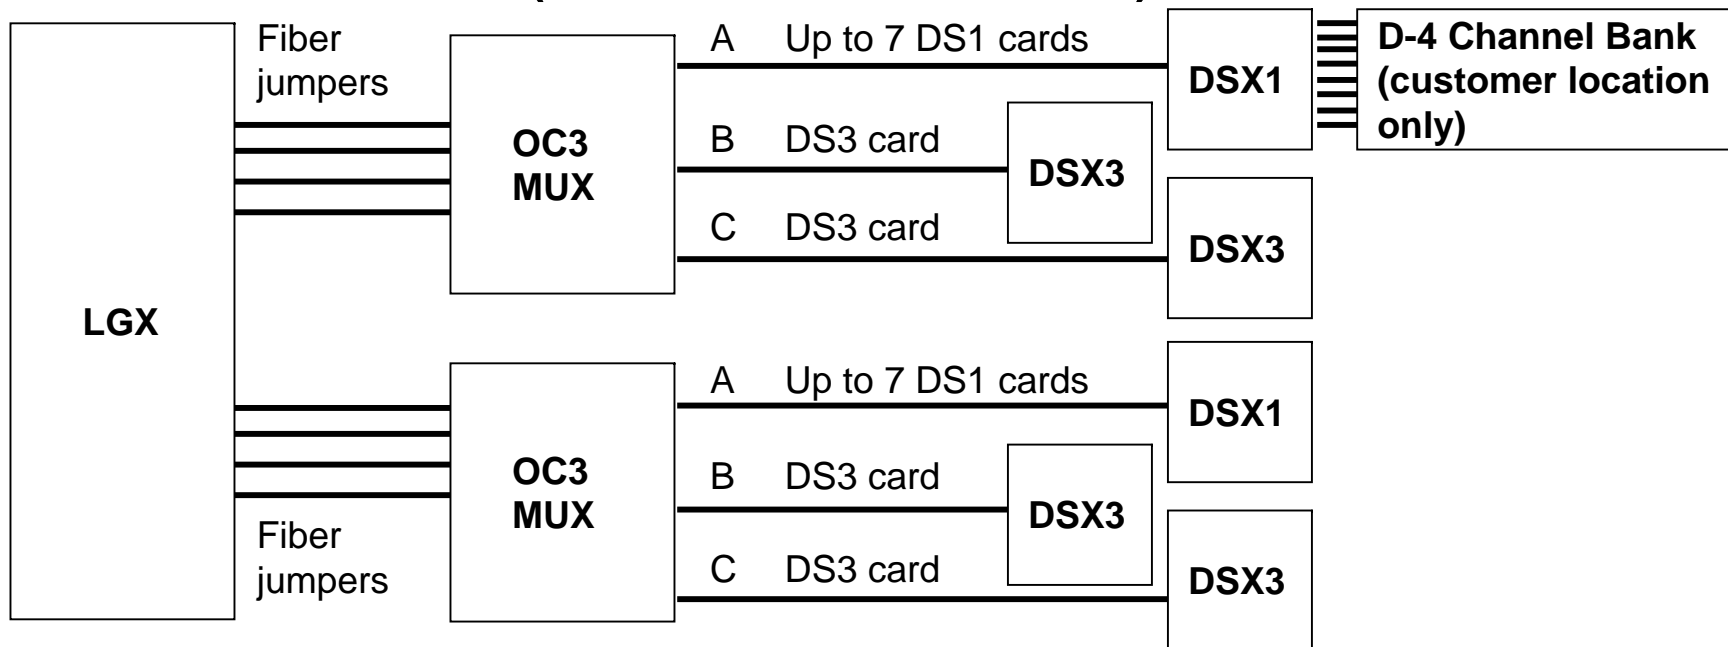 Fiber
jumpers
A Up to 7 DS1 cards
DSX1
D-4 Channel Bank
(customer location
only)
OC3
MUX
B DS3 card
DSX3
C DS3 card
DSX3
LGX
A Up to 7 DS1 cards
DSX1
OC3
MUX
B DS3 card
DSX3
Fiber
jumpers
C DS3 card
DSX3